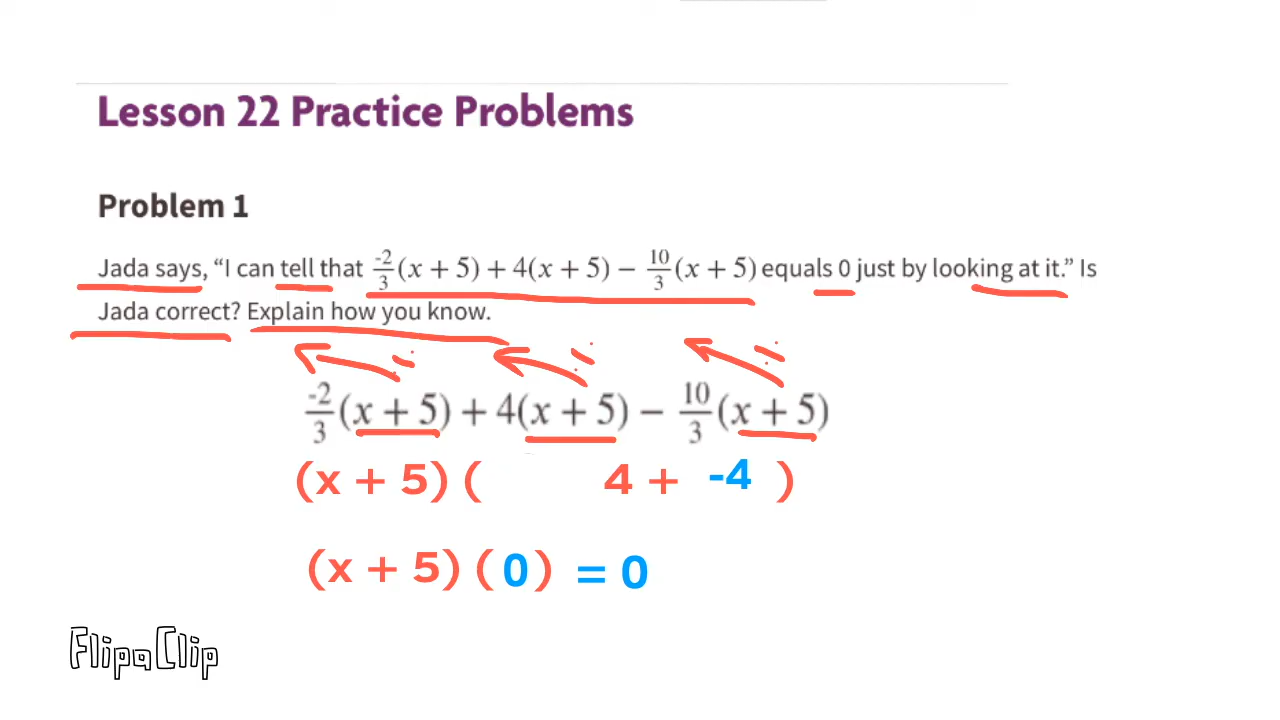 Lesson 22 Practice Problems
Problem 1
Jada says, “I can tell that -2/3(x + 5) + 4(x + 5) − 10/3(x + 5) equals 0 just by looking at it.” Is
Jada correct? Explain how you know.
-2/3(x + 5) + 4(x + 5) − 10/3(x + 5)
(x + 5) ( 4 + -4 )
(x + 5) ( 0 ) = 0
FlipaClip